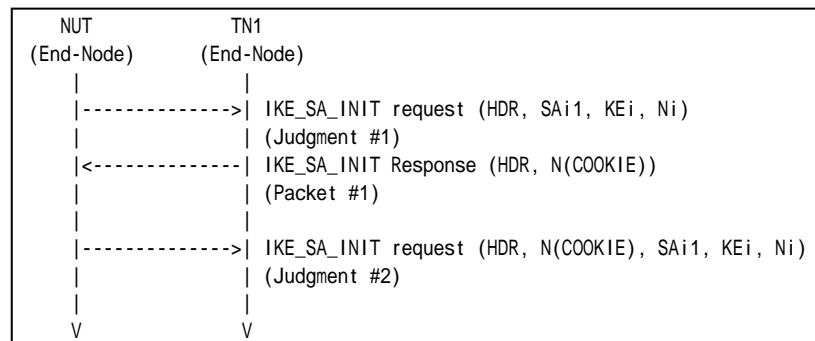 NUT TN1
(End-Node) (End-Node)
| |
|-------------->| IKE_SA_INIT request (HDR, SAi1, KEi, Ni)
| | (Judgment #1)
|<--------------| IKE_SA_INIT Response (HDR, N(COOKIE))
| | (Packet #1)
| |
|-------------->| IKE_SA_INIT request (HDR, N(COOKIE), SAi1, KEi, Ni)
| | (Judgment #2)
| |
V V